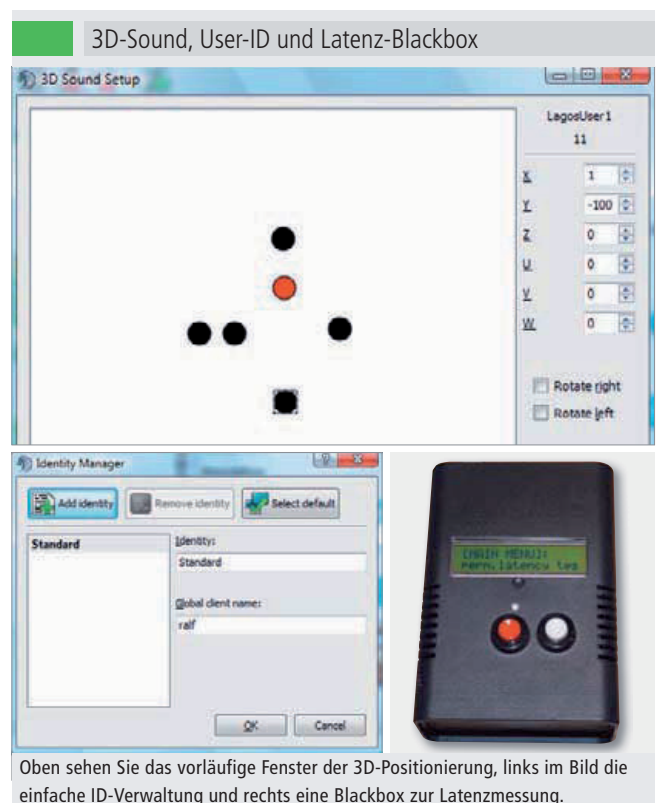 3D-Sound, User-ID und Latenz-Blackbox
3D Sound Setup
LagosUser1
11
X 1
Y -100
Z 0
U 0
V 0
W 0
Rotate right
Rotate left
Identity Manager
Add identity Remove identity Select default
Standard
Identity:
Standard
Global client name:
ralf
OK Cancel
[MAIN MENU]:
Perm.latency tes
Oben sehen Sie das vorläufige Fenster der 3D-Positionierung, links im Bild die
einfache ID-Verwaltung und rechts eine Blackbox zur Latenzmessung.